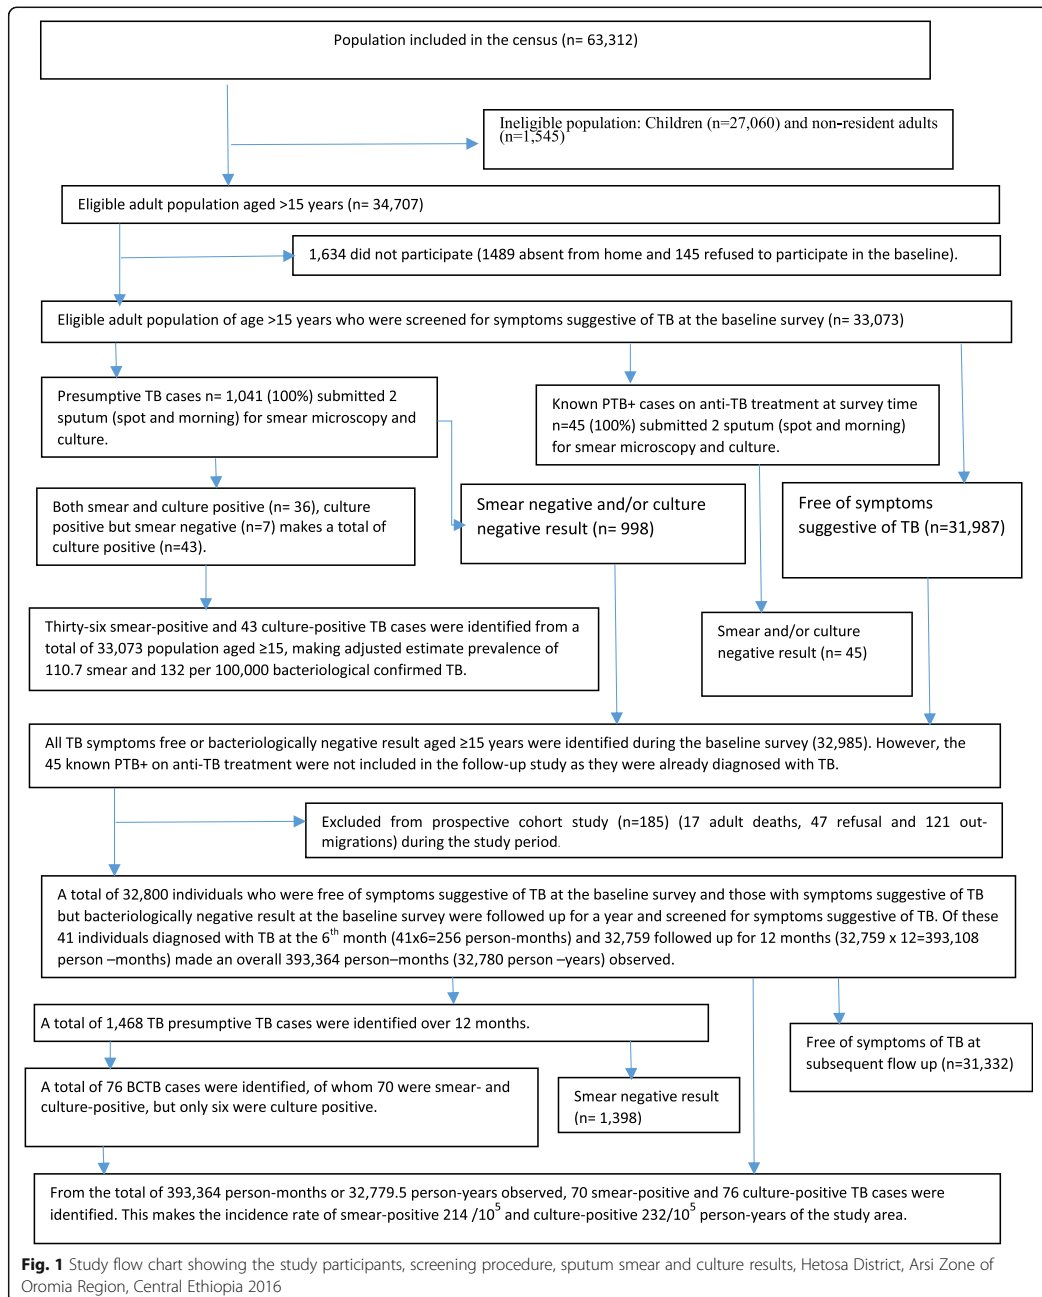 Population included in the census (n= 63,312)
Ineligible population: Children (n=27,060) and non-resident adults
(n=1,545)
Eligible adult population aged >15 years (n= 34,707)
1,634 did not participate (1489 absent from home and 145 refused to participate in the baseline).
Eligible adult population of age >15 years who were screened for symptoms suggestive of TB at the baseline survey (n= 33,073)
Presumptive TB cases n= 1,041 (100%) submitted 2
sputum (spot and morning) for smear microscopy and
culture.
Known PTB+ cases on anti-TB treatment at survey time
n=45 (100%) submitted 2 sputum (spot and morning)
for smear microscopy and culture.
Both smear and culture positive (n= 36), culture
positive but smear negative (n=7) makes a total of
culture positive (n=43).
Smear negative and/or culture
negative result (n= 998)
Free of symptoms
suggestive of TB (n=31,987)
Thirty-six smear-positive and 43 culture-positive TB cases were identified from a
total of 33,073 population aged ≥15, making adjusted estimate prevalence of
110.7 smear and 132 per 100,000 bacteriological confirmed TB.
Smear and/or culture
negative result (n= 45)
All TB symptoms free or bacteriologically negative result aged ≥15 years were identified during the baseline survey (32,985). However, the
45 known PTB+ on anti-TB treatment were not included in the follow-up study as they were already diagnosed with TB.
Excluded from prospective cohort study (n=185) (17 adult deaths, 47 refusal and 121 out-
migrations) during the study period.
A total of 32,800 individuals who were free of symptoms suggestive of TB at the baseline survey and those with symptoms suggestive of TB
but bacteriologically negative result at the baseline survey were followed up for a year and screened for symptoms suggestive of TB. Of these
41 individuals diagnosed with TB at the 6th month (41x6=256 person-months) and 32,759 followed up for 12 months (32,759 x 12=393,108
person –months) made an overall 393,364 person–months (32,780 person –years) observed.
A total of 1,468 TB presumptive TB cases were identified over 12 months.
Free of symptoms of TB at
subsequent flow up (n=31,332)
A total of 76 BCTB cases were identified, of whom 70 were smear- and
culture-positive, but only six were culture positive.
Smear negative result
(n= 1,398)
From the total of 393,364 person-months or 32,779.5 person-years observed, 70 smear-positive and 76 culture-positive TB cases were
identified. This makes the incidence rate of smear-positive 214 /10^5 and culture-positive 232/10^5 person-years of the study area.
Fig. 1 Study flow chart showing the study participants, screening procedure, sputum smear and culture results, Hetosa District, Arsi Zone of
Oromia Region, Central Ethiopia 2016